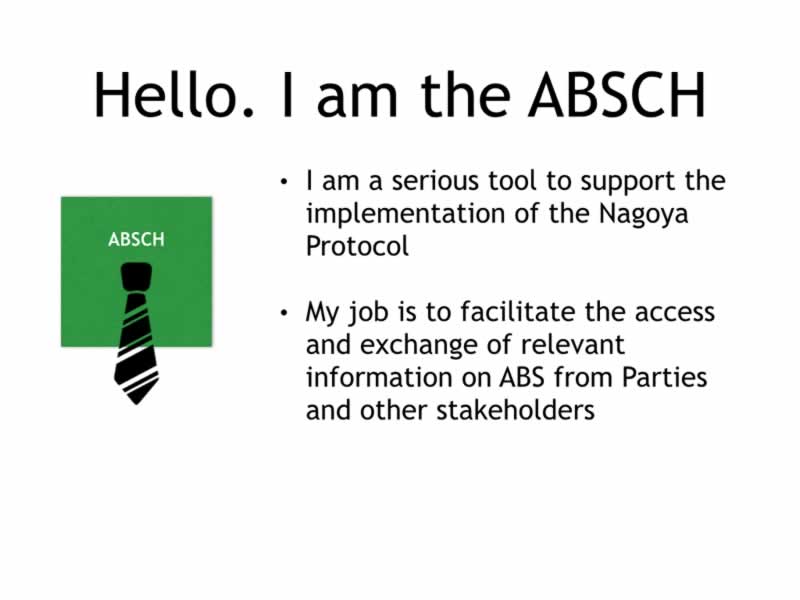 Hello. I am the ABSCH
ABSCH
• I am a serious tool to support the
implementation of the Nagoya
Protocol
• My job is to facilitate the access
and exchange of relevant
information on ABS from Parties
and other stakeholders